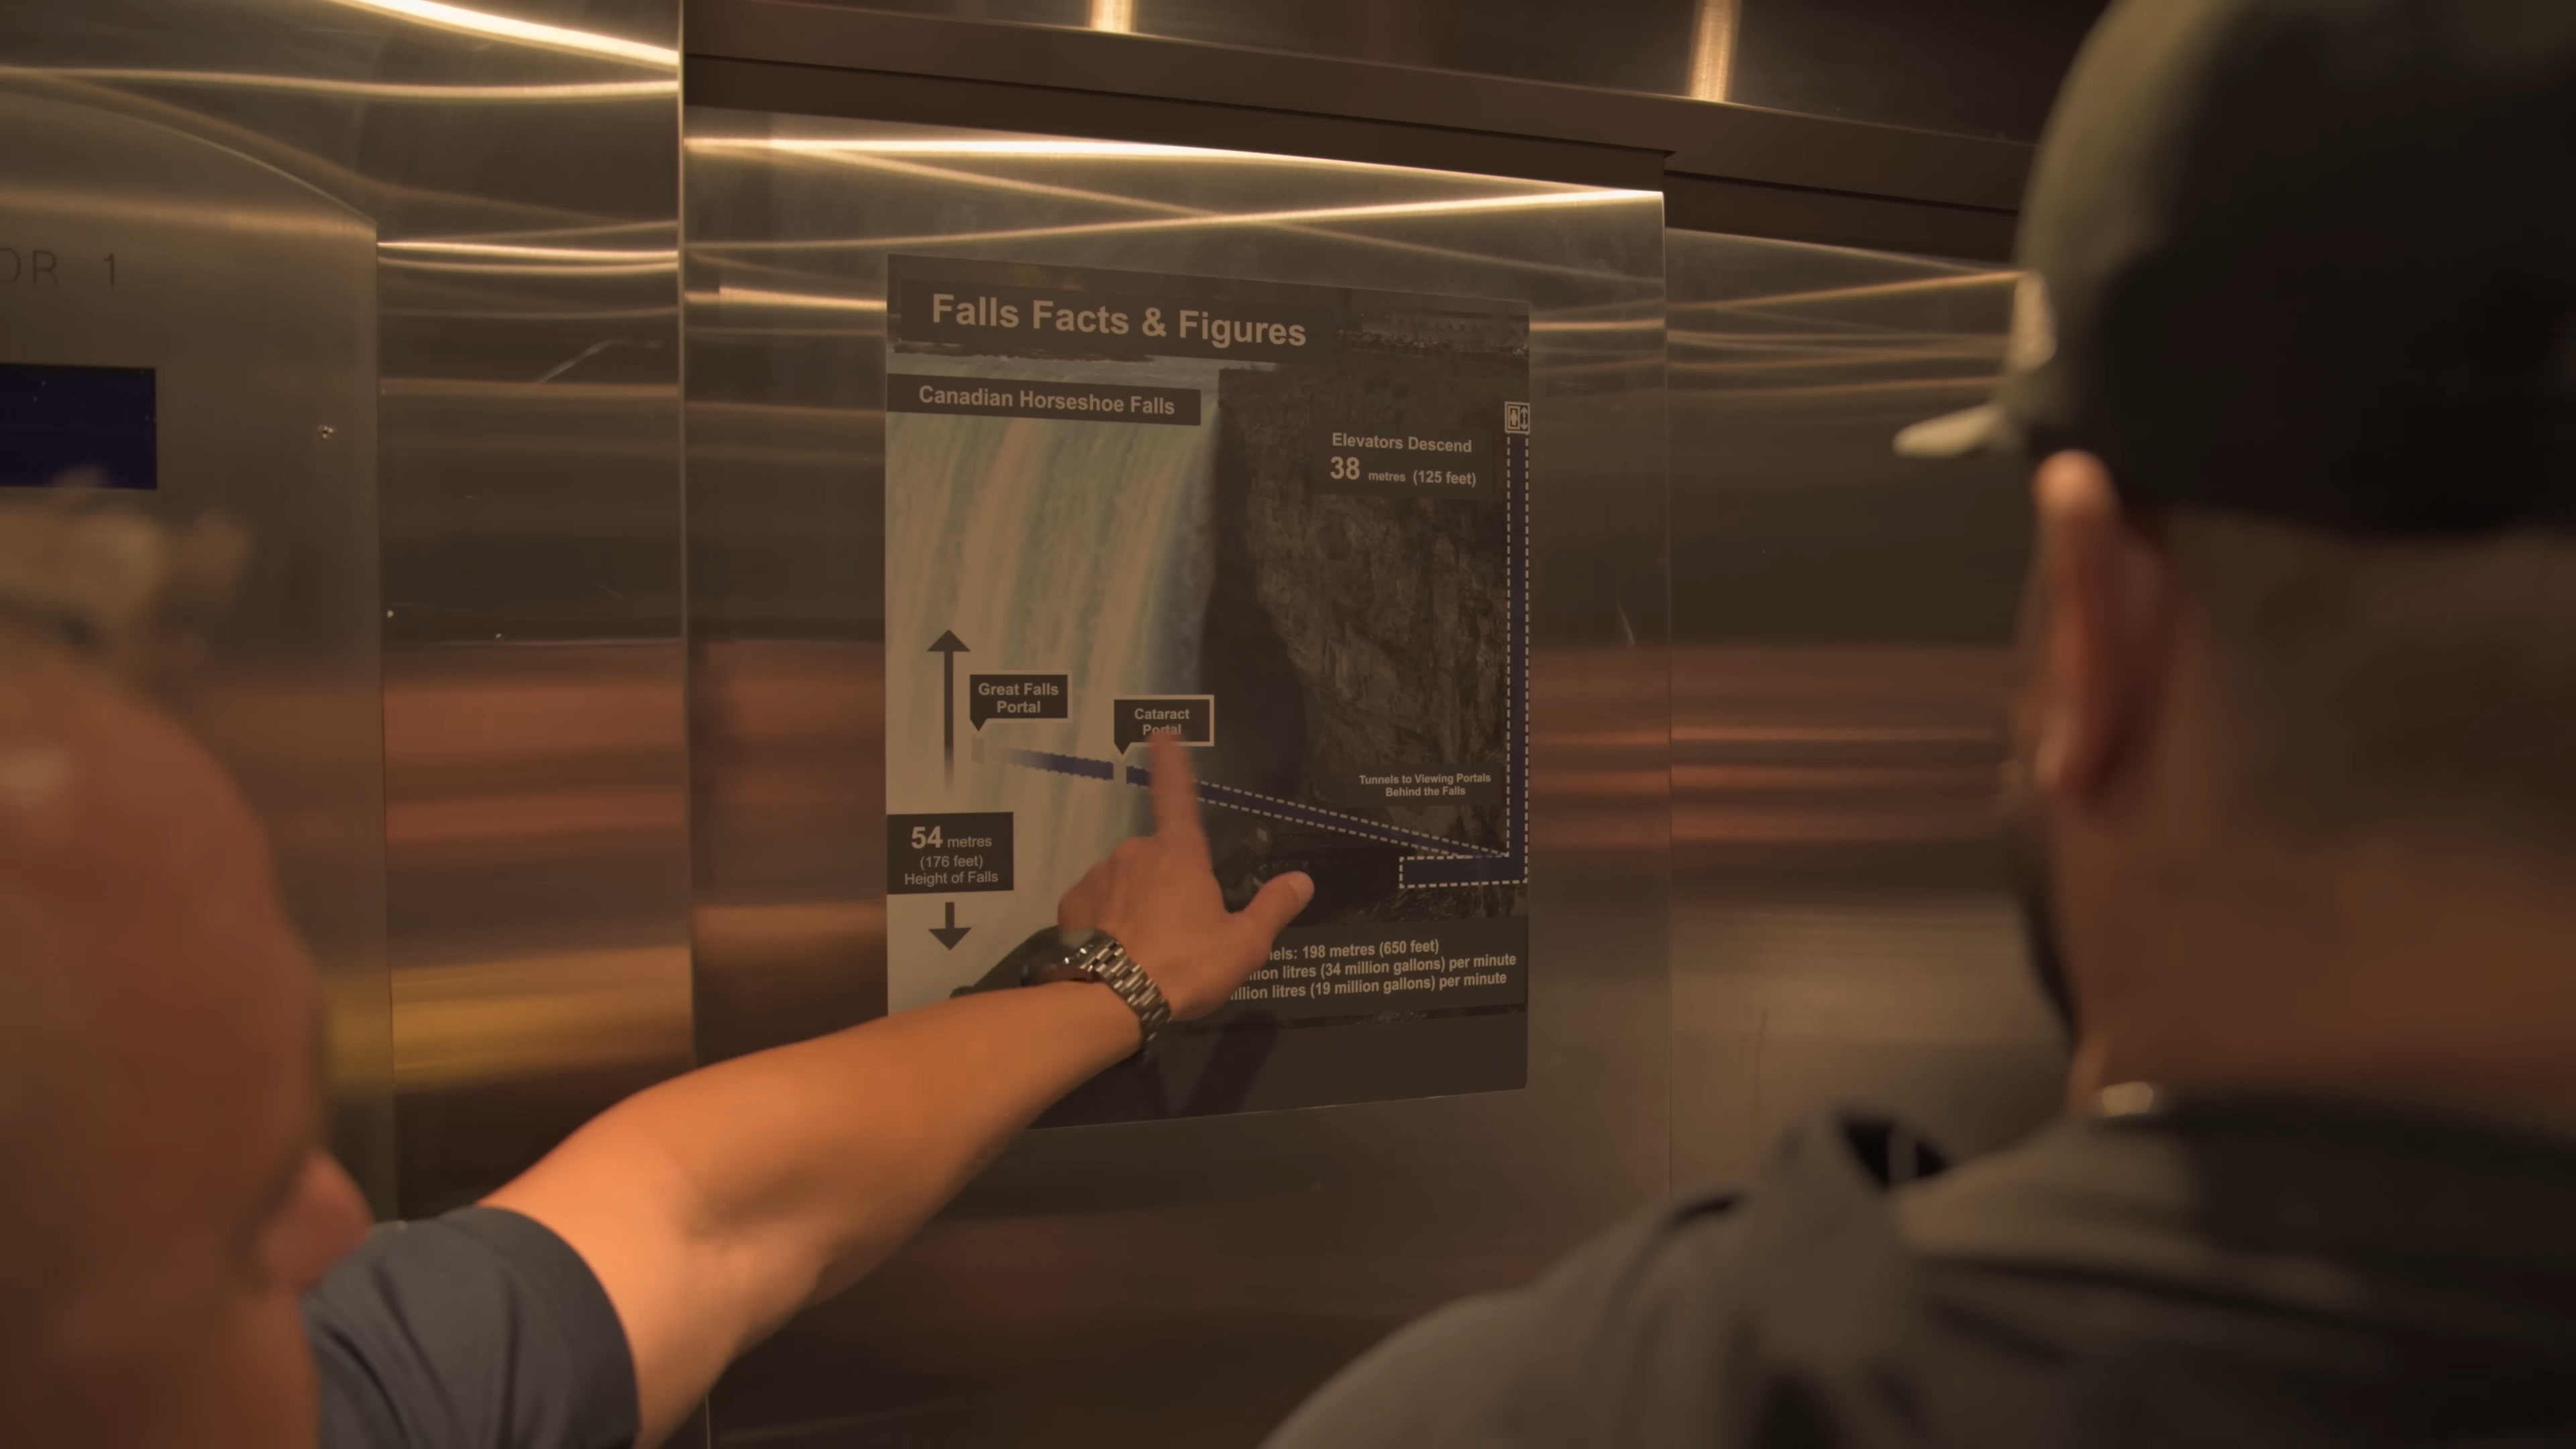 OR 1
Falls Facts & Figures
Canadian Horseshoe Falls
Elevators Descend
38 metres (125 feet)
Great Falls
Portal
Cataract
Portal
Tunnels to Viewing Portals
Behind the Falls
54 metres
(176 feet)
Height of Falls
nels: 198 metres (650 feet)
llion litres (34 million gallons) per minute
illion litres (19 million gallons) per minute